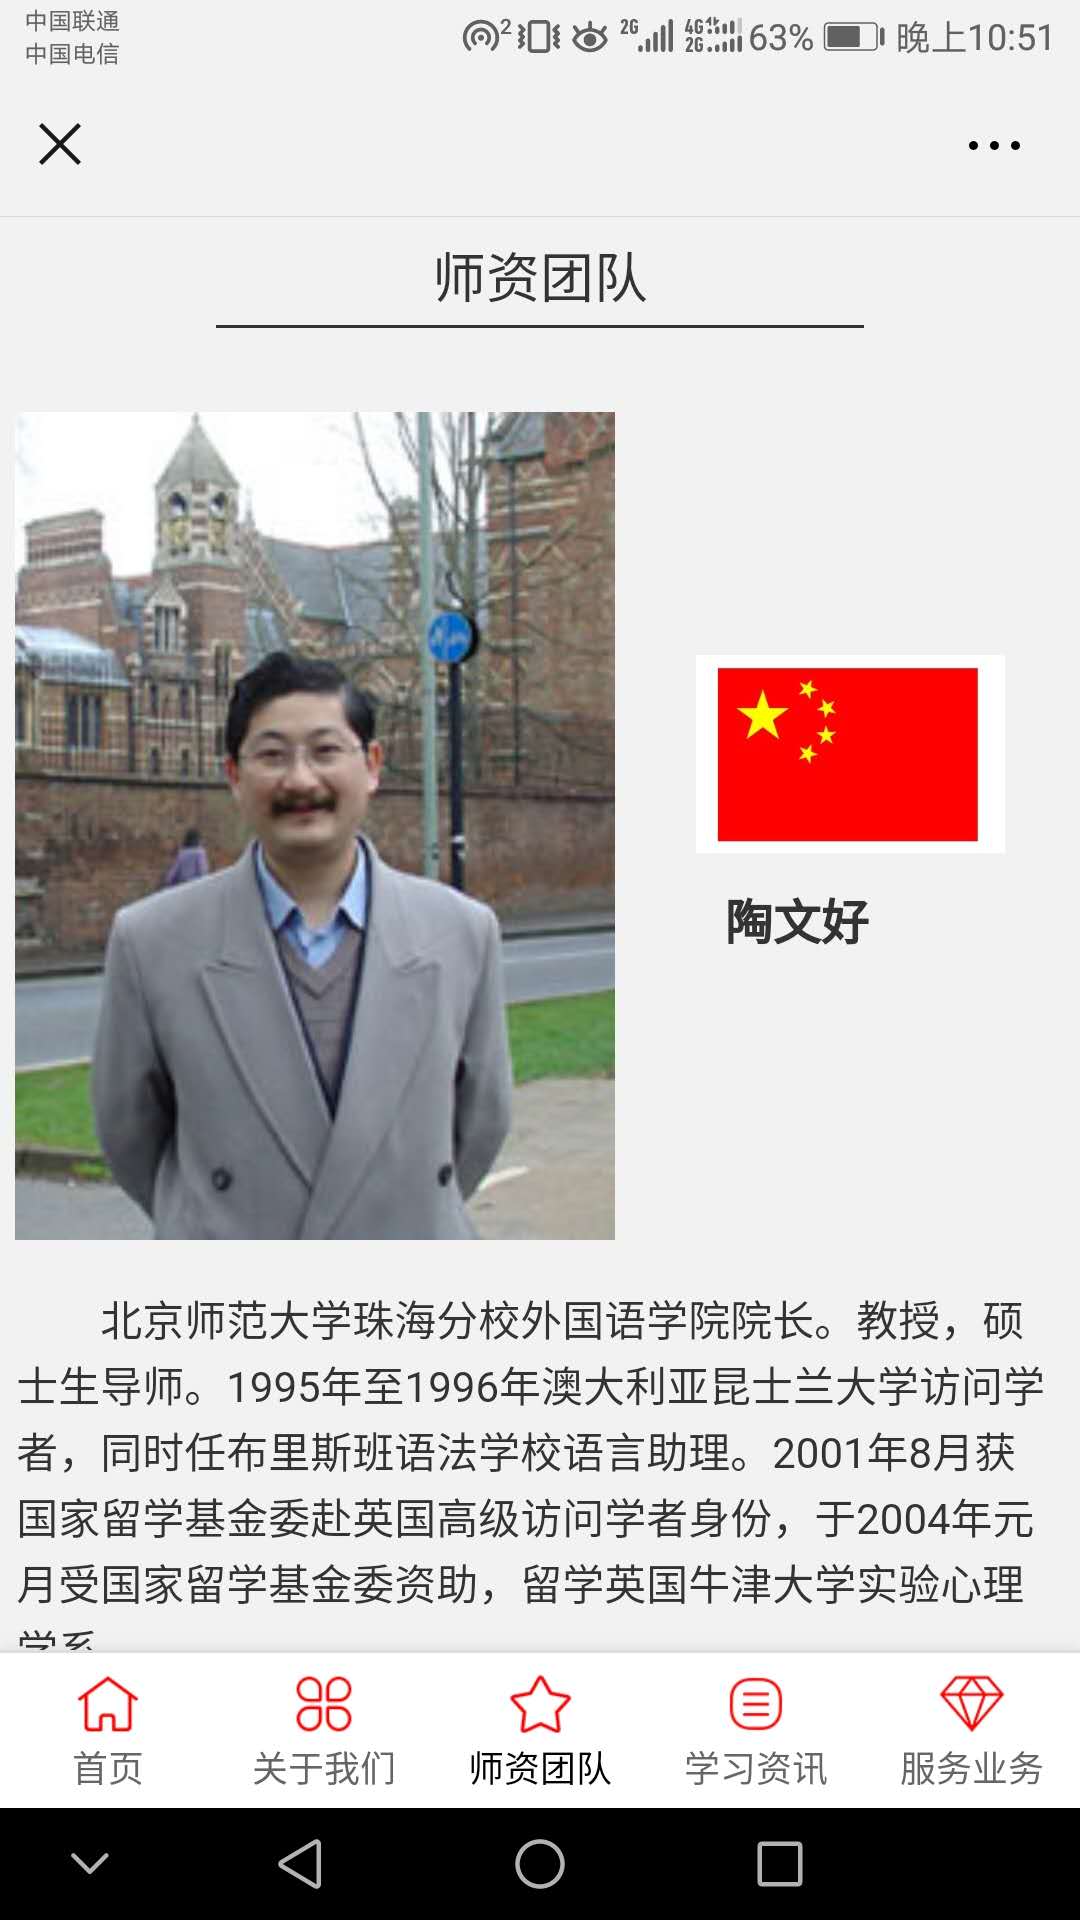 中国联通
中国电信
2
2G
4G
2G
63%
晚上10:51
师资团队
陶文好
北京师范大学珠海分校外国语学院院长。教授，硕
士生导师。1995年至1996年澳大利亚昆士兰大学访问学
者，同时任布里斯班语法学校语言助理。2001年8月获
国家留学基金委赴英国高级访问学者身份，于2004年元
月受国家留学基金委资助，留学英国牛津大学实验心理
学系
首页
关于我们
师资团队
学习资讯
服务业务